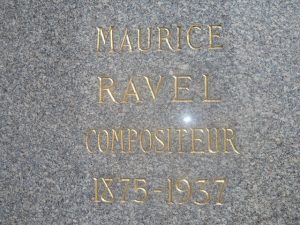 MAURICE
RAVEL
COMPOSITEUR
1875-1937